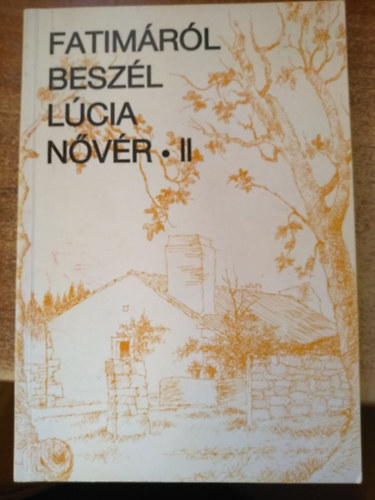 FATIMÁRÓL
BESZÉL
LÚCIA
NŐVÉR • II